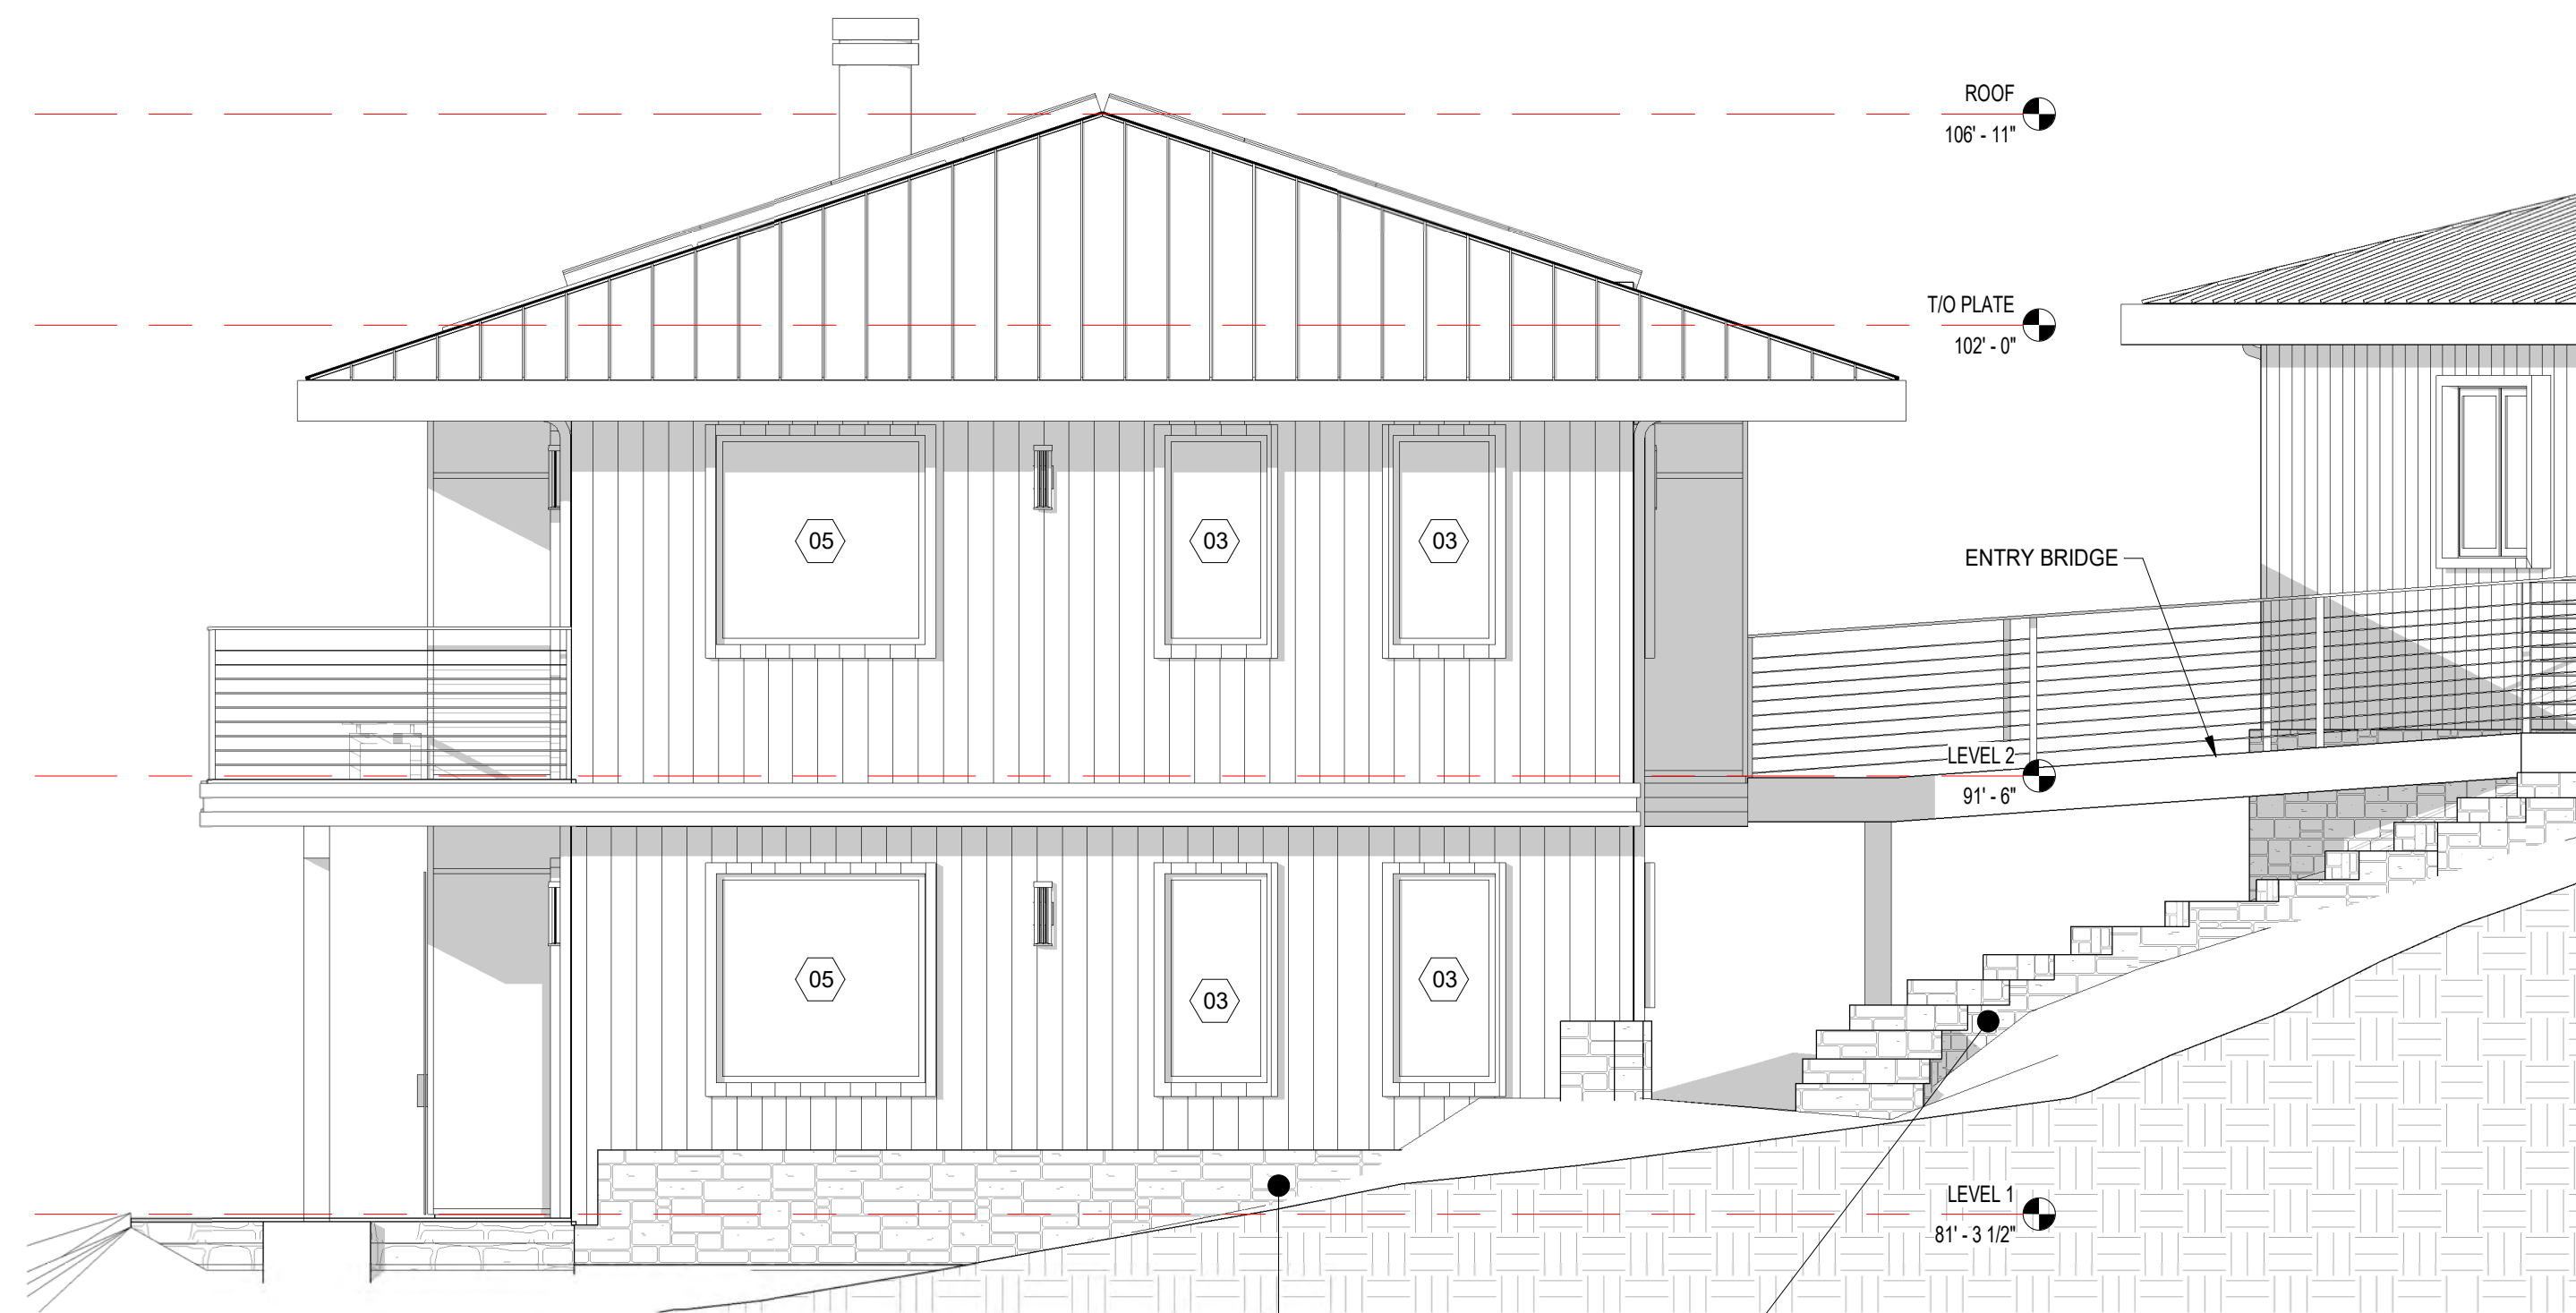 ROOF
106' - 11"
T/O PLATE
102' - 0"
05
03
03
ENTRY BRIDGE
LEVEL 2
91' - 6"
05
03
03
LEVEL 1
81' - 3 1/2"